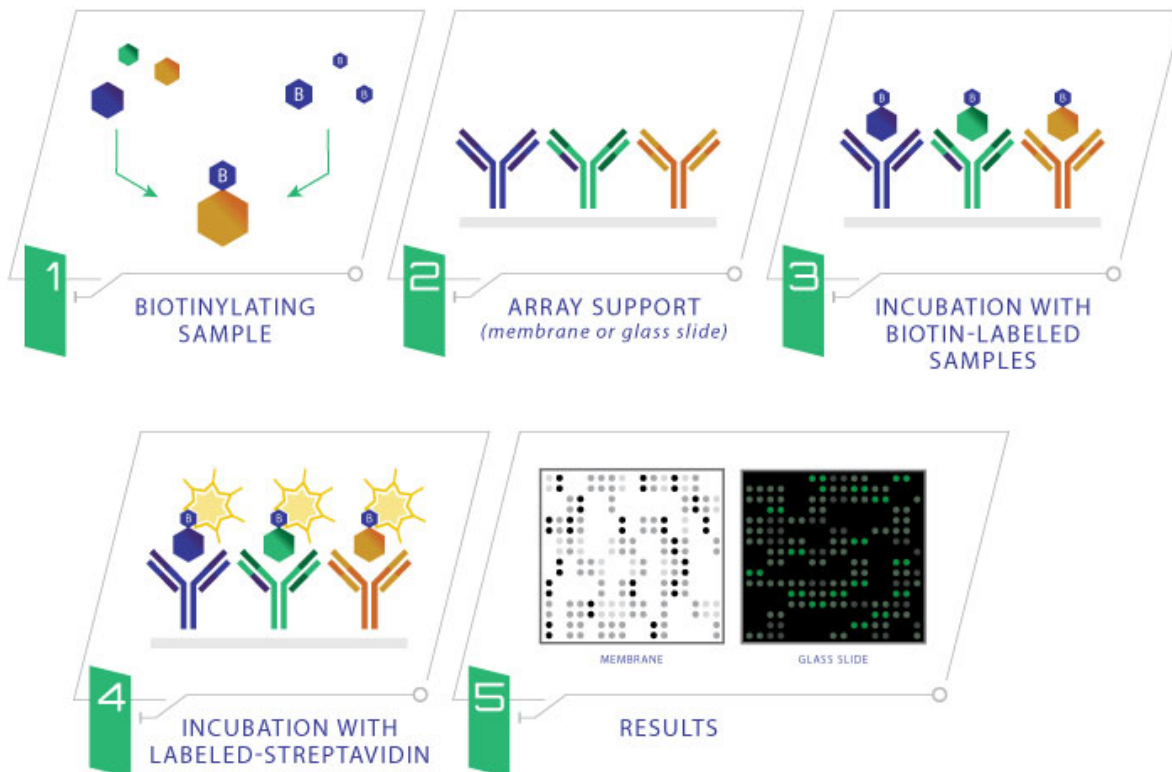 B
B
B
B
1
BIOTINYLATING
SAMPLE
2
ARRAY SUPPORT
(membrane or glass slide)
B
B
B
3
INCUBATION WITH
BIOTIN-LABELED
SAMPLES
B
B
B
4
INCUBATION WITH
LABELED-STREPTAVIDIN
MEMBRANE
GLASS SLIDE
5
RESULTS